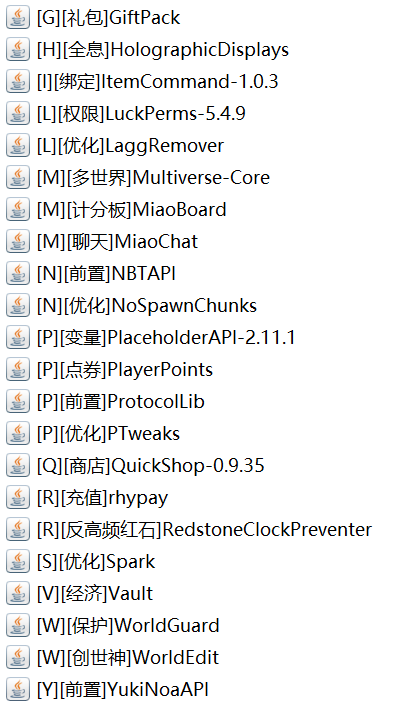 [G][礼包]GiftPack
[H][全息]HolographicDisplays
[I][绑定]ItemCommand-1.0.3
[L][权限]LuckPerms-5.4.9
[L][优化]LaggRemover
[M][多世界]Multiverse-Core
[M][计分板]MiaoBoard
[M][聊天]MiaoChat
[N][前置]NBTAPI
[N][优化]NoSpawnChunks
[P][变量]PlaceholderAPI-2.11.1
[P][点券]PlayerPoints
[P][前置]ProtocolLib
[P][优化]PTweaks
[Q][商店]QuickShop-0.9.35
[R][充值]rhypay
[R][反高频红石]RedstoneClockPreventer
[S][优化]Spark
[V][经济]Vault
[W][保护]WorldGuard
[W][创世神]WorldEdit
[Y][前置]YukiNoaAPI